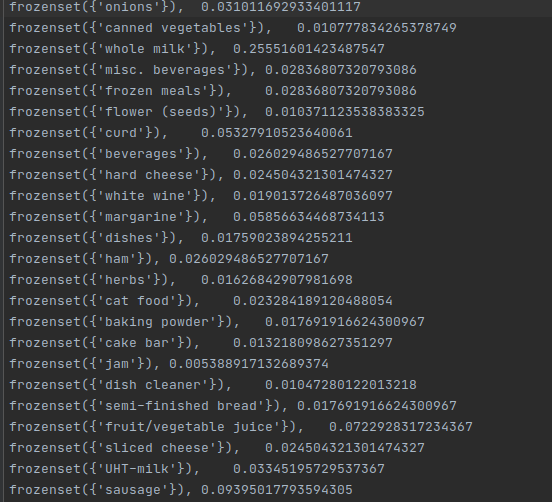 frozenset({'onions'}),  0.031011692933401117
frozenset({'canned vegetables'}),   0.010777834265378749
frozenset({'whole milk'}), 0.25551601423487547
frozenset({'misc. beverages'}), 0.02836807320793086
frozenset({'frozen meals'}),    0.02836807320793086
frozenset({'flower (seeds)'}), 0.010371123538383325
frozenset({'curd'}),    0.05327910523640061
frozenset({'beverages'}),   0.026029486527707167
frozenset({'hard cheese'}), 0.024504321301474327
frozenset({'white wine'}),  0.019013726487036097
frozenset({'margarine'}),   0.05856634468734113
frozenset({'dishes'}),  0.01759023894255211
frozenset({'ham'}), 0.026029486527707167
frozenset({'herbs'}),   0.01626842907981698
frozenset({'cat food'}),    0.023284189120488054
frozenset({'baking powder'}),   0.017691916624300967
frozenset({'cake bar'}),    0.013218098627351297
frozenset({'jam'}), 0.005388917132689374
frozenset({'dish cleaner'}),    0.01047280122013218
frozenset({'semi-finished bread'}), 0.017691916624300967
frozenset({'fruit/vegetable juice'}),   0.0722928317234367
frozenset({'sliced cheese'}),   0.024504321301474327
frozenset({'UHT-milk'}),    0.03345195729537367
frozenset({'sausage'}), 0.09395017793594305